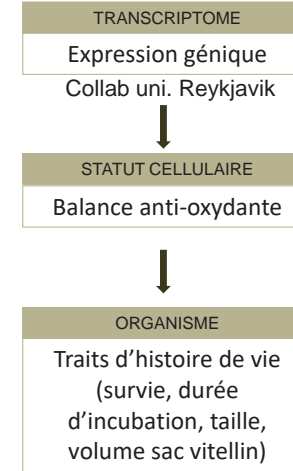 TRANSCRIPTOME
Expression génique
Collab uni. Reykjavik
STATUT CELLULAIRE
Balance anti-oxydante
ORGANISME
Traits d’histoire de vie
(survie, durée
d’incubation, taille,
volume sac vitellin)